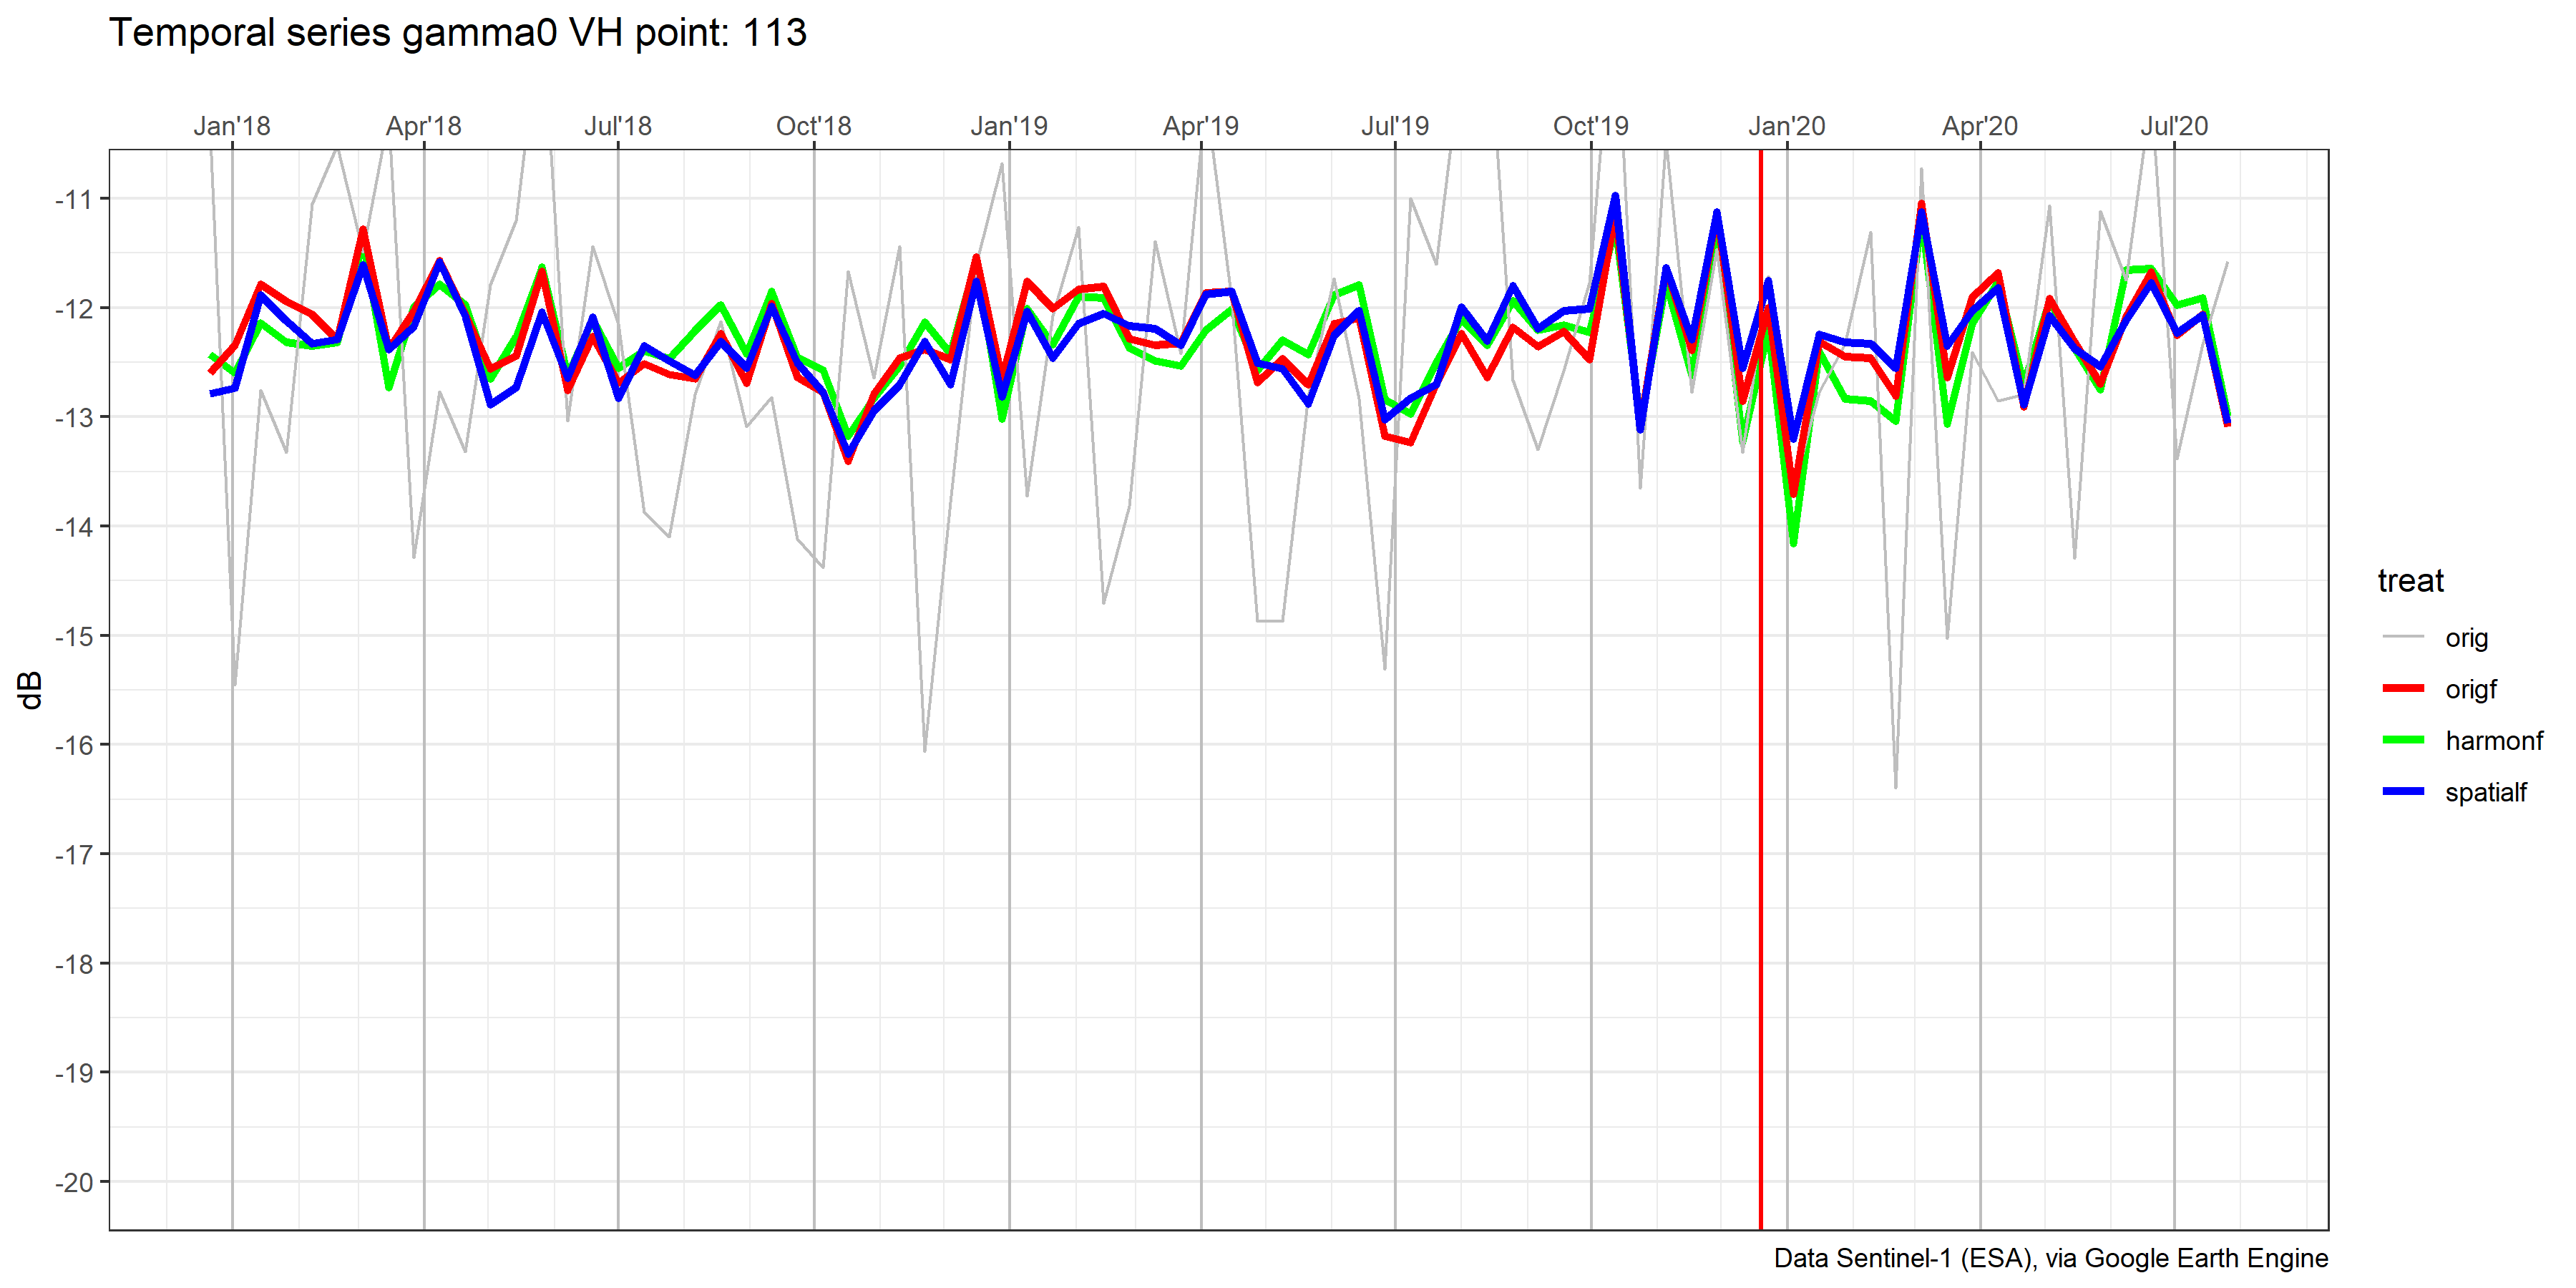 Temporal series gamma0 VH point: 113
Jan'18 Apr'18 Jul'18 Oct'18 Jan'19 Apr'19 Jul'19 Oct'19 Jan'20 Apr'20 Jul'20
-11
-12
-13
-14
-15
-16
-17
-18
-19
-20
dB
treat
orig
origf
harmonf
spatialf
Data Sentinel-1 (ESA), via Google Earth Engine